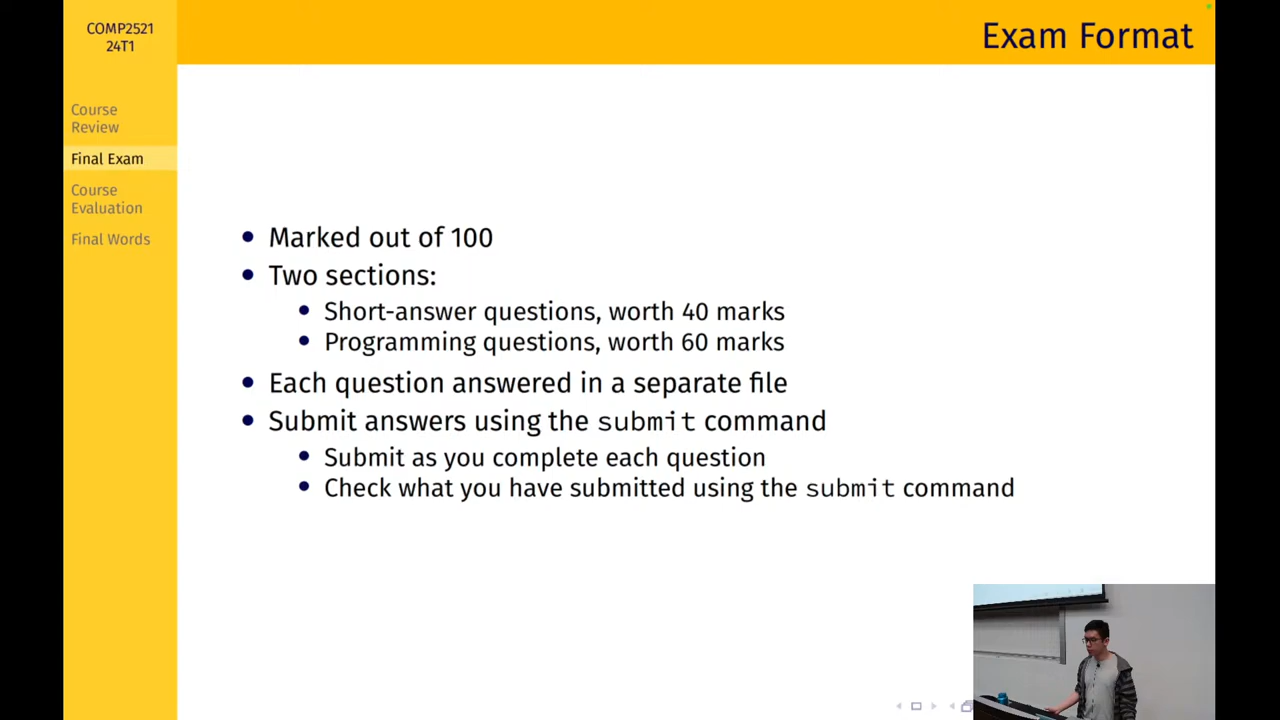 COMP2521
24T1
Exam Format
Course
Review
Final Exam
Course
Evaluation
Final Words
• Marked out of 100
• Two sections:
• Short-answer questions, worth 40 marks
• Programming questions, worth 60 marks
• Each question answered in a separate file
• Submit answers using the submit command
• Submit as you complete each question
• Check what you have submitted using the submit command